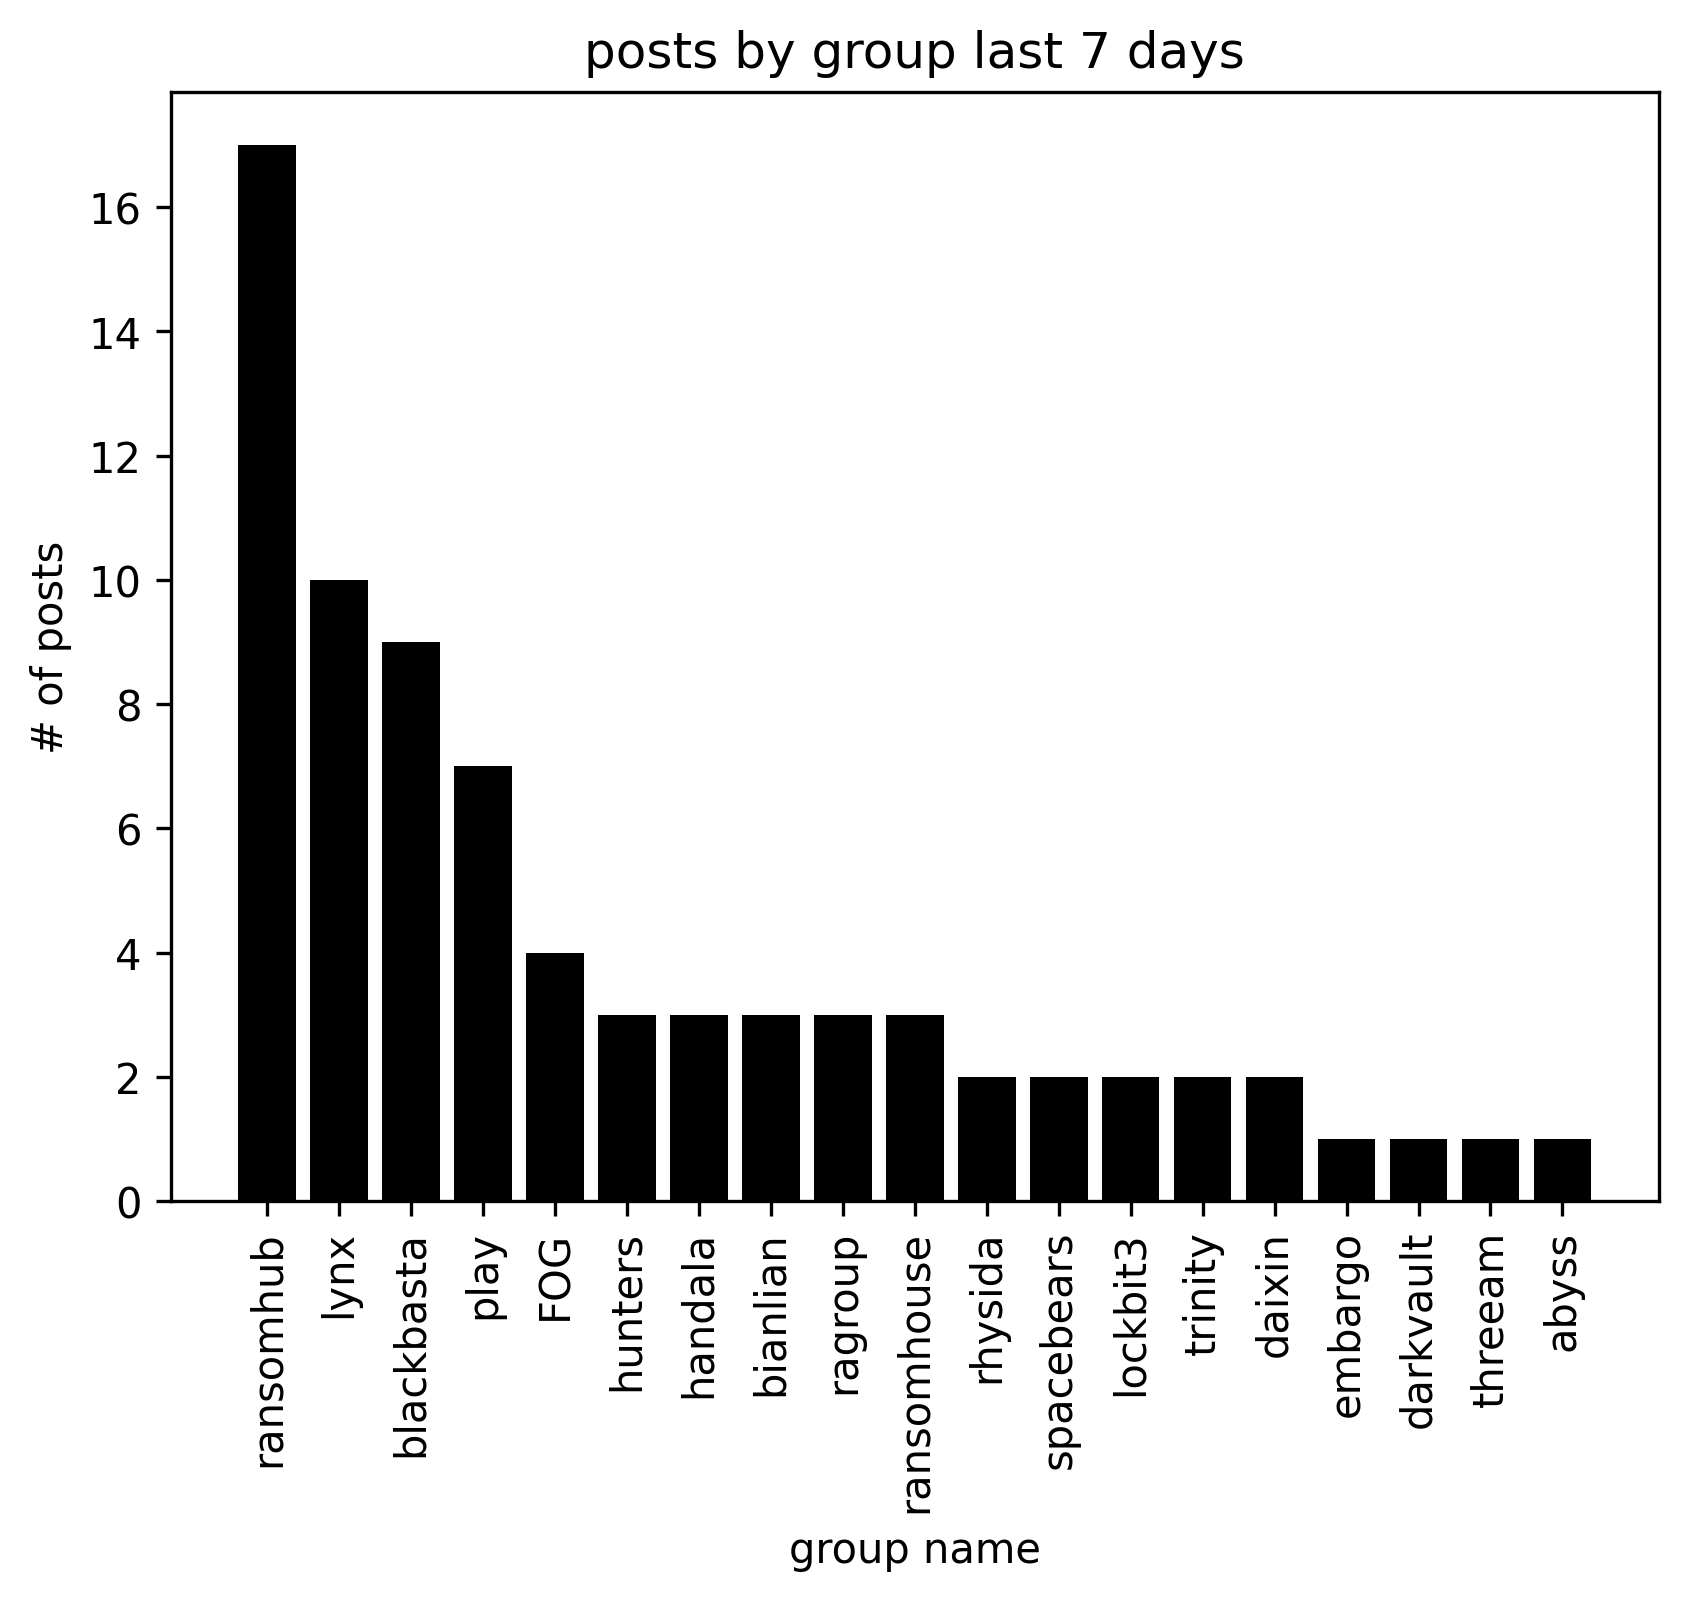 posts by group last 7 days
# of posts
16
14
12
10
8
6
4
2
0
ransomhub
lynx
blackbasta
play
FOG
hunters
handala
bianlian
ragroup
ransomhouse
rhysida
spacebears
lockbit3
trinity
daixin
embargo
darkvault
threeam
abyss
group name